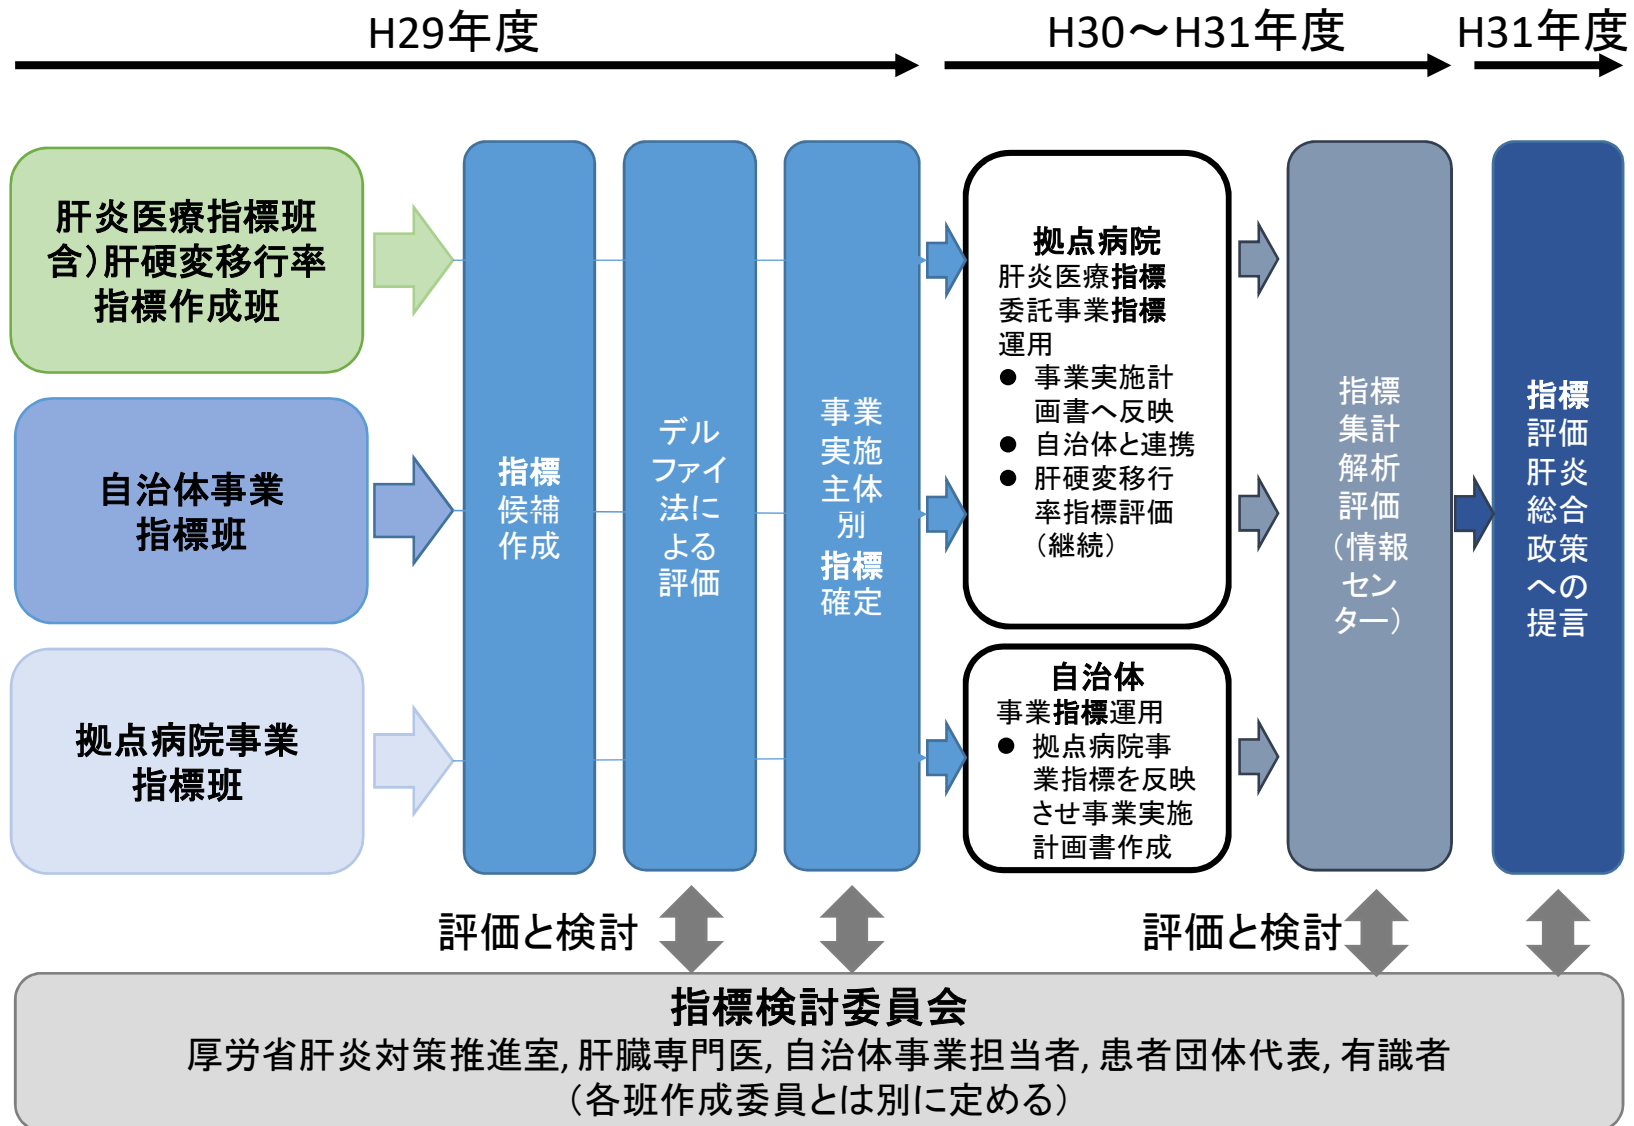 H29年度
H30～H31年度
H31年度
肝炎医療指標班
含）肝硬変移行率
指標作成班
自治体事業
指標班
拠点病院事業
指標班
指標
候補
作成
デル
ファイ
法に
よる
評価
事業
実施
主体
別
指標
確定
拠点病院
肝炎医療指標
委託事業指標
運用
● 事業実施計
画書へ反映
● 自治体と連携
● 肝硬変移行
率指標評価
（継続）
自治体
事業指標運用
● 拠点病院事
業指標を反映
させ事業実施
計画書作成
指標
集計
解析
評価
（情報
セン
ター）
指標
評価
肝炎
総合
政策
への
提言
評価と検討
評価と検討
指標検討委員会
厚労省肝炎対策推進室, 肝臓専門医, 自治体事業担当者, 患者団体代表, 有識者
（各班作成委員とは別に定める）